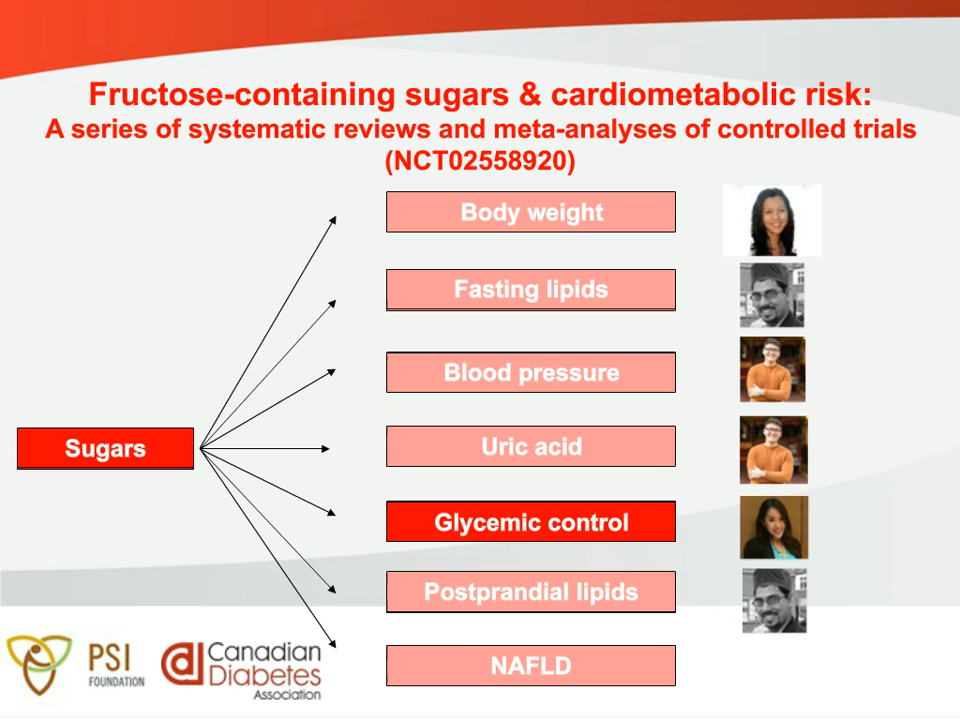 Fructose-containing sugars & cardiometabolic risk:
A series of systematic reviews and meta-analyses of controlled trials
(NCT02558920)
Body weight
Fasting lipids
Blood pressure
Sugars
Uric acid
Glycemic control
Postprandial lipids
NAFLD
PSI
FOUNDATION
Canadian
Diabetes
Association